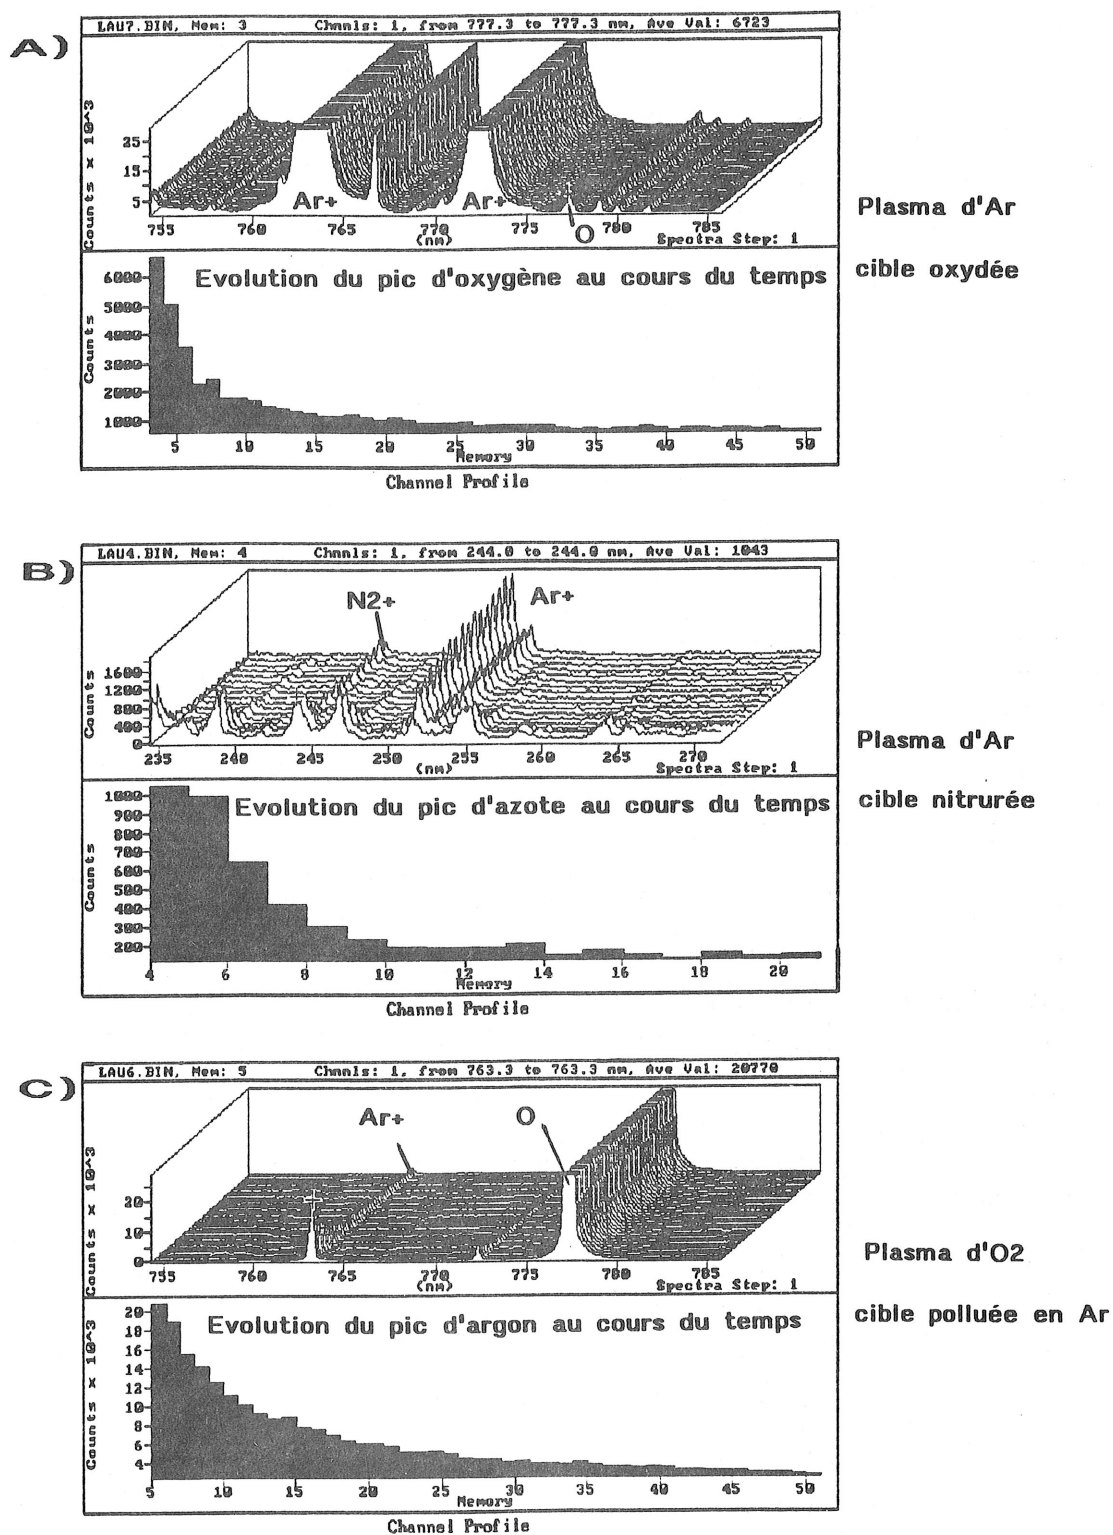 A)
LAU7.BIN, Mem: 3 Chnnls: 1, from 777.3 to 777.3 nm, Ave Val: 6723
Counts x 10^3
25
15
5
Ar+ Ar+
O
755 760 765 770 775 780 785
(nm) Spectra Step: 1
Plasma d'Ar
cible oxydée
Evolution du pic d'oxygène au cours du temps
Counts
6000
5000
4000
3000
2000
1000
5 10 15 20 25 30 35 40 45 50
Memory
Channel Profile
B)
LAU4.BIN, Mem: 4 Chnnls: 1, from 244.0 to 244.0 nm, Ave Val: 1043
N2+ Ar+
Counts
1600
1200
800
400
0
235 240 245 250 255 260 265 270
(nm) Spectra Step: 1
Plasma d'Ar
cible nitrurée
Evolution du pic d'azote au cours du temps
Counts
1000
900
800
700
600
500
400
300
200
4 6 8 10 12 14 16 18 20
Memory
Channel Profile
C)
LAU6.BIN, Mem: 5 Chnnls: 1, from 763.3 to 763.3 nm, Ave Val: 20770
Ar+ O
Counts x 10^3
20
10
0
755 760 765 770 775 780 785
(nm) Spectra Step: 1
Plasma d'O2
cible polluée en Ar
Evolution du pic d'argon au cours du temps
Counts x 10^3
20
18
16
14
12
10
8
6
4
5 10 15 20 25 30 35 40 45 50
Memory
Channel Profile